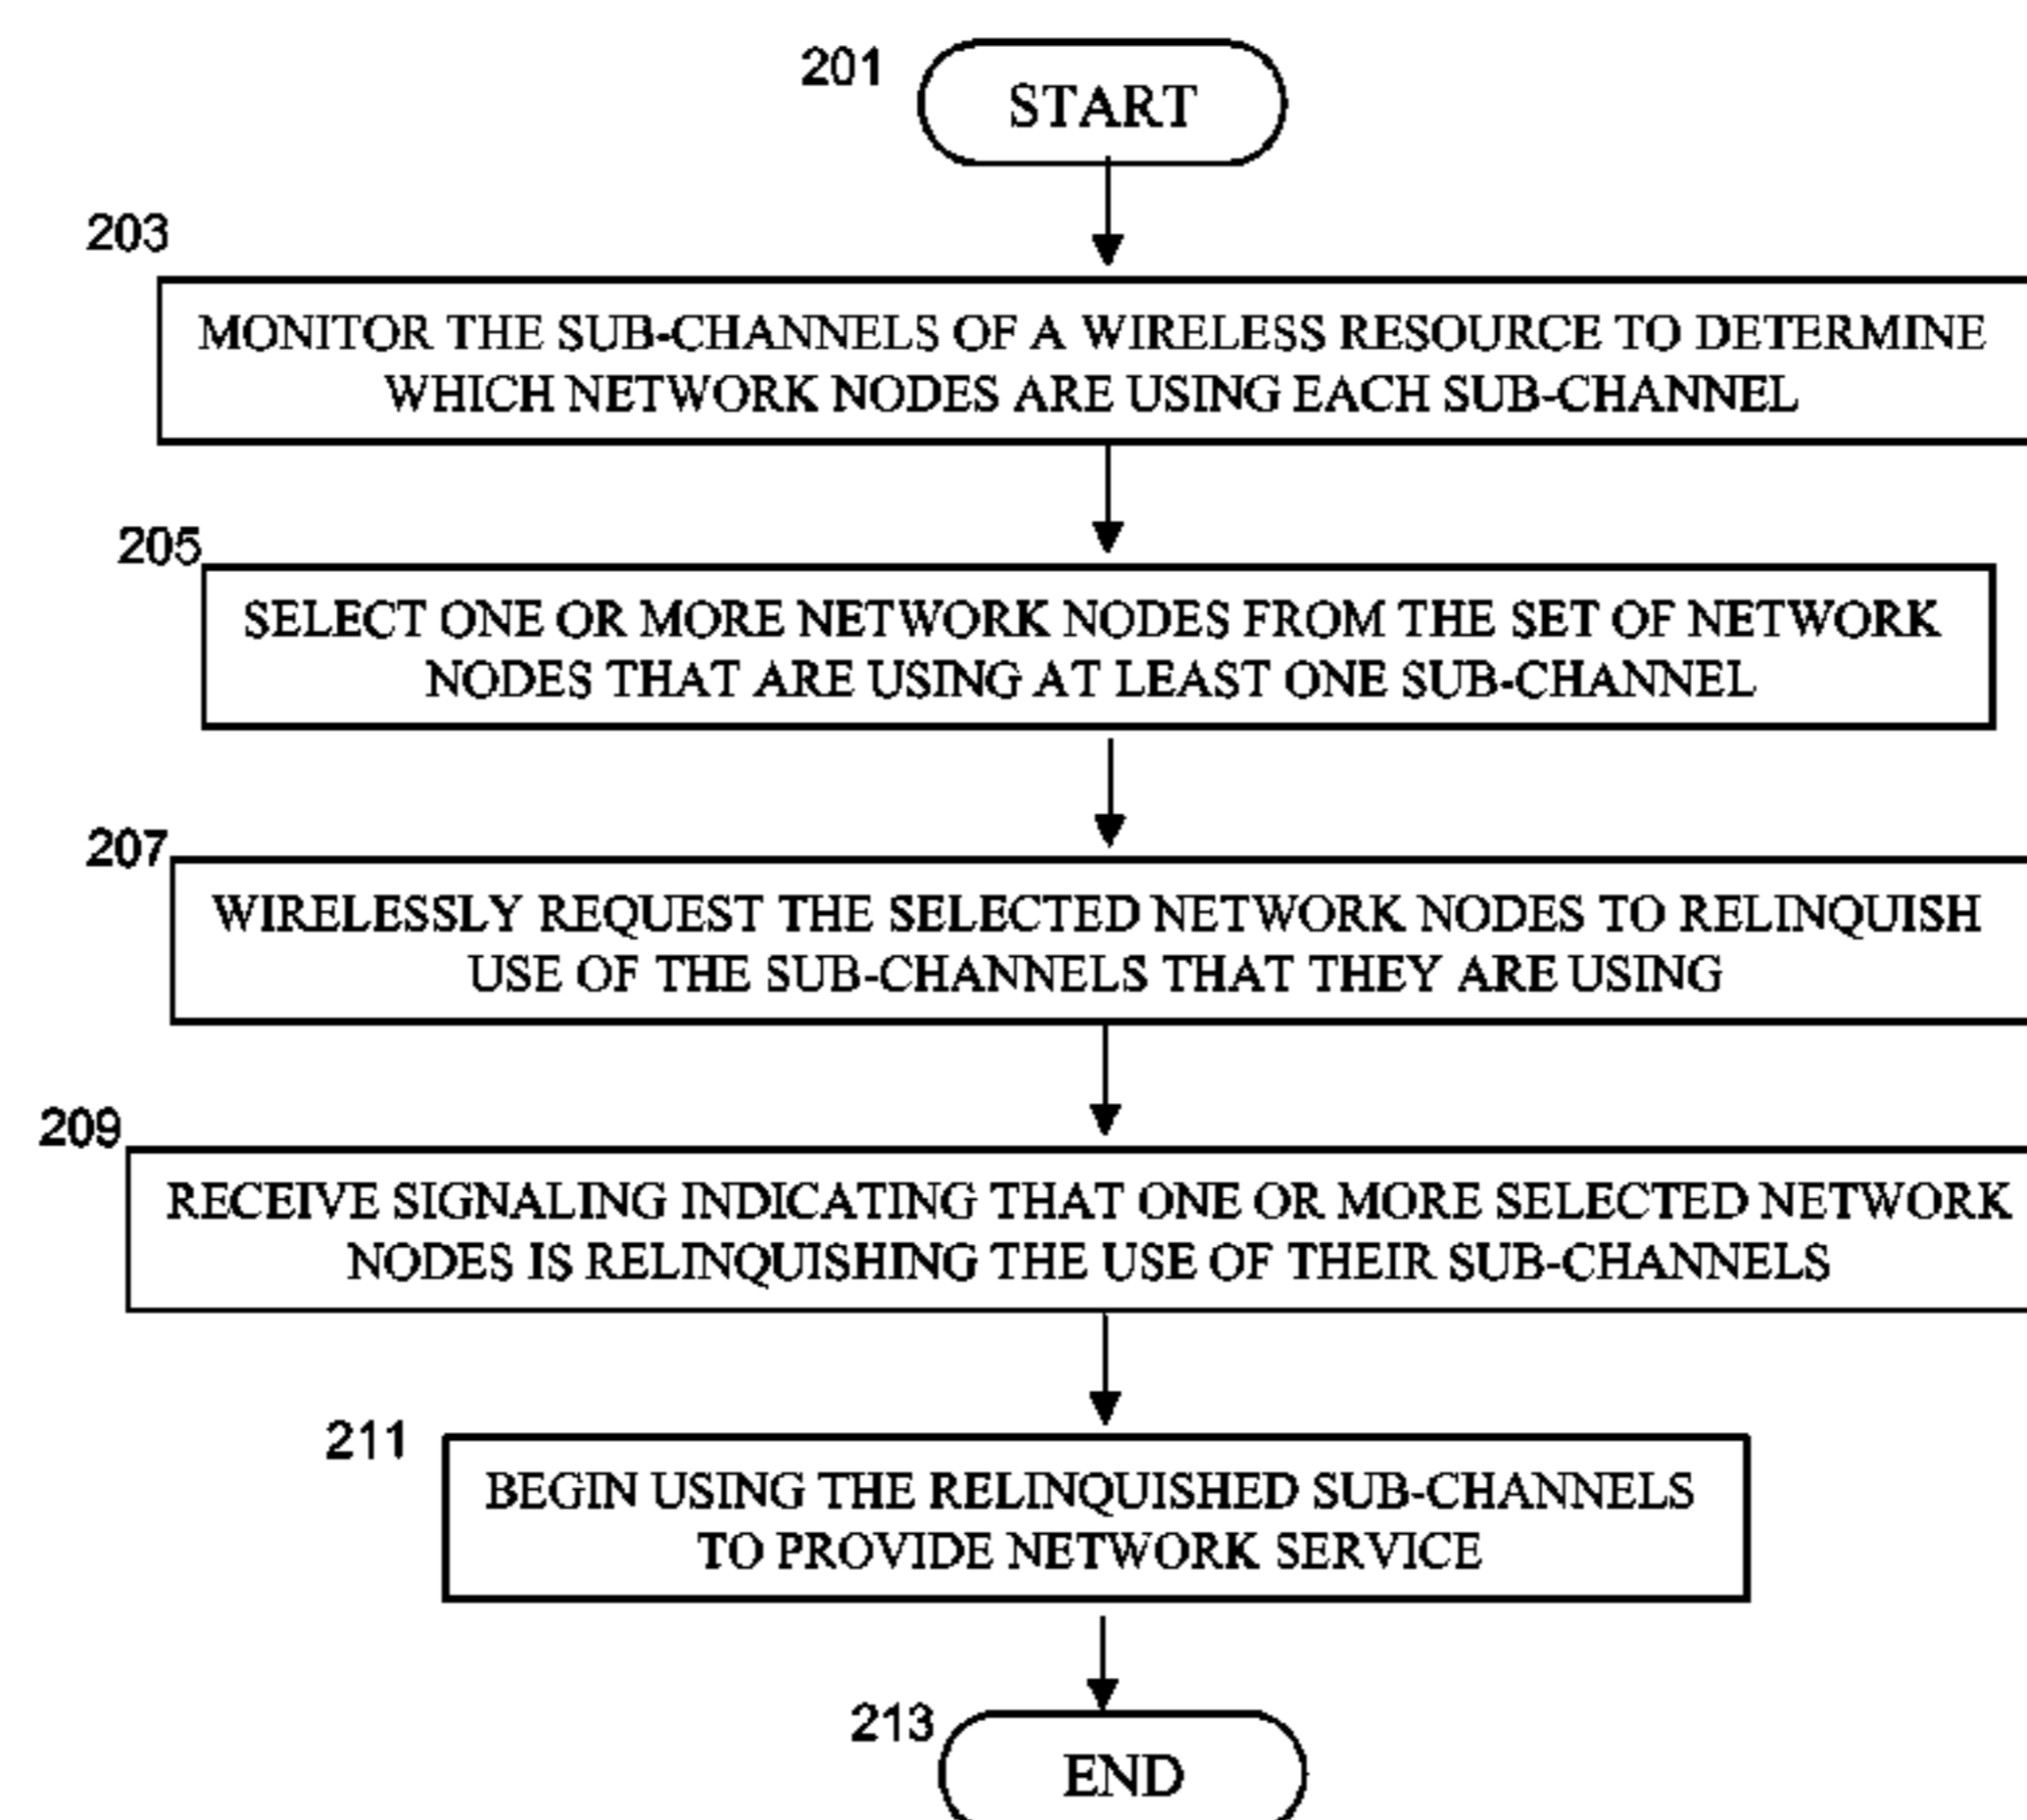 201
START
203
MONITOR THE SUB-CHANNELS OF A WIRELESS RESOURCE TO DETERMINE
WHICH NETWORK NODES ARE USING EACH SUB-CHANNEL
205
SELECT ONE OR MORE NETWORK NODES FROM THE SET OF NETWORK
NODES THAT ARE USING AT LEAST ONE SUB-CHANNEL
207
WIRELESSLY REQUEST THE SELECTED NETWORK NODES TO RELINQUISH
USE OF THE SUB-CHANNELS THAT THEY ARE USING
209
RECEIVE SIGNALING INDICATING THAT ONE OR MORE SELECTED NETWORK
NODES IS RELINQUISHING THE USE OF THEIR SUB-CHANNELS
211
BEGIN USING THE RELINQUISHED SUB-CHANNELS
TO PROVIDE NETWORK SERVICE
213
END